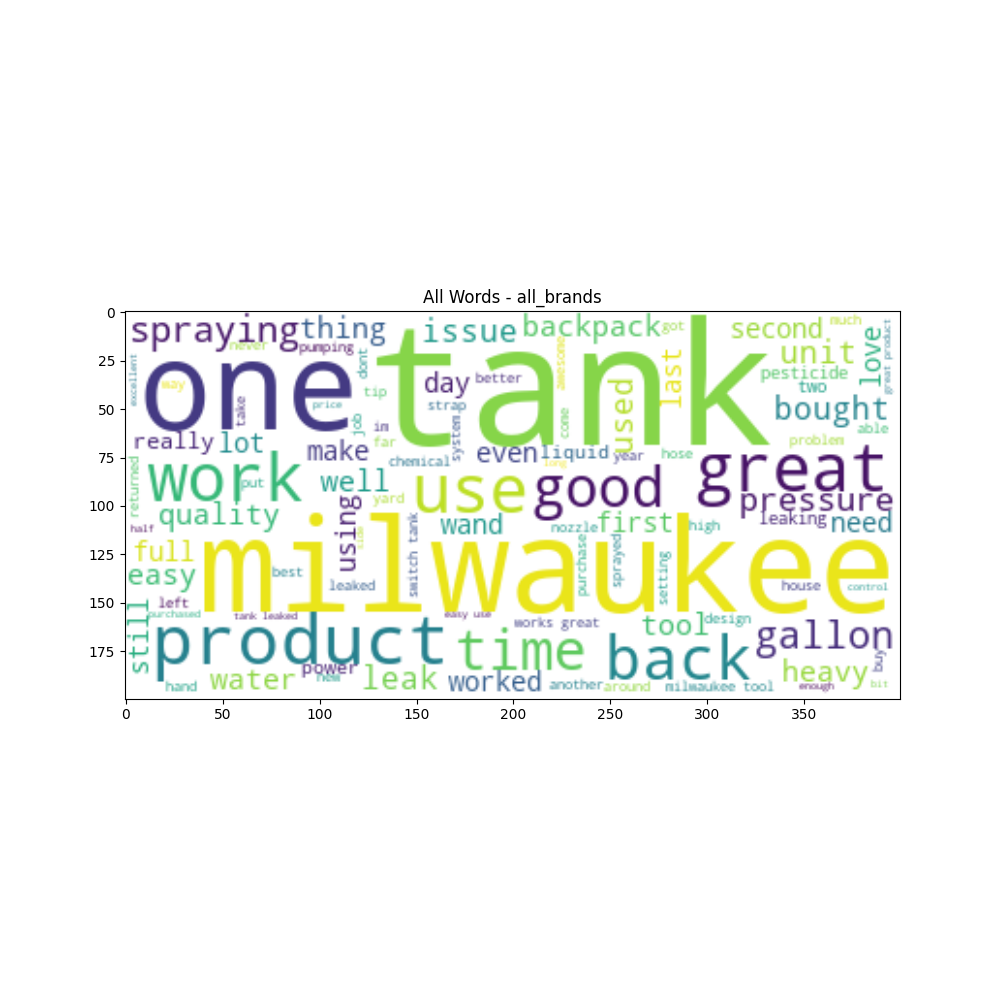 All Words - all_brands
0
25
50
75
100
125
150
175
spraying
thing
issue
backpack
got
second
much
never
pumping
dont
awesome
last
unit
love
great product
excellent
one
tank
way
take
price
job
tip
day
better
strap
system
come
used
pesticide
two
bought
able
im
far
really
lot
make
chemical
even
liquid
year
hose
problem
returned
work
put
well
yard
use
good
long
great
pressure
quality
using
wand
nozzle
first
high
leaking
need
half
full
milwaukee
best
leaked
switch tank
purchase
sprayed
setting
house
control
easy
left
purchased
tank leaked
easy use
works great
tool
design
still
product
time
back
gallon
hand
water
power
new
leak
worked
another
around
milwaukee tool
heavy
enough
buy
bit
0
50
100
150
200
250
300
350